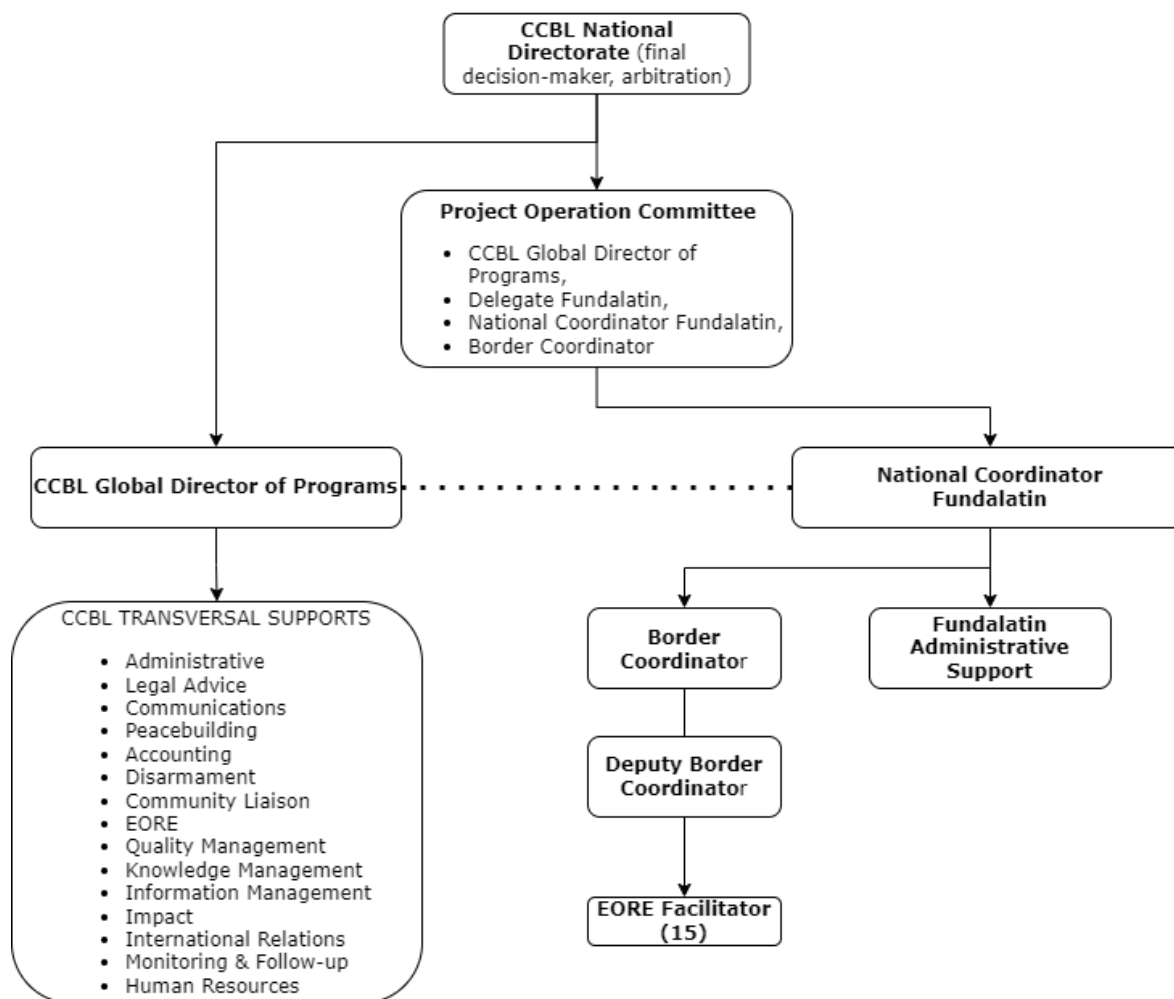 CCBL National
Directorate (final
decision-maker, arbitration)
Project Operation Committee
• CCBL Global Director of
Programs,
• Delegate Fundalatin,
• National Coordinator Fundalatin,
• Border Coordinator
CCBL Global Director of Programs
National Coordinator
Fundalatin
CCBL TRANSVERSAL SUPPORTS
• Administrative
• Legal Advice
• Communications
• Peacebuilding
• Accounting
• Disarmament
• Community Liaison
• EORE
• Quality Management
• Knowledge Management
• Information Management
• Impact
• International Relations
• Monitoring & Follow-up
• Human Resources
Border
Coordinator
Fundalatin
Administrative
Support
Deputy Border
Coordinator
EORE Facilitator
(15)